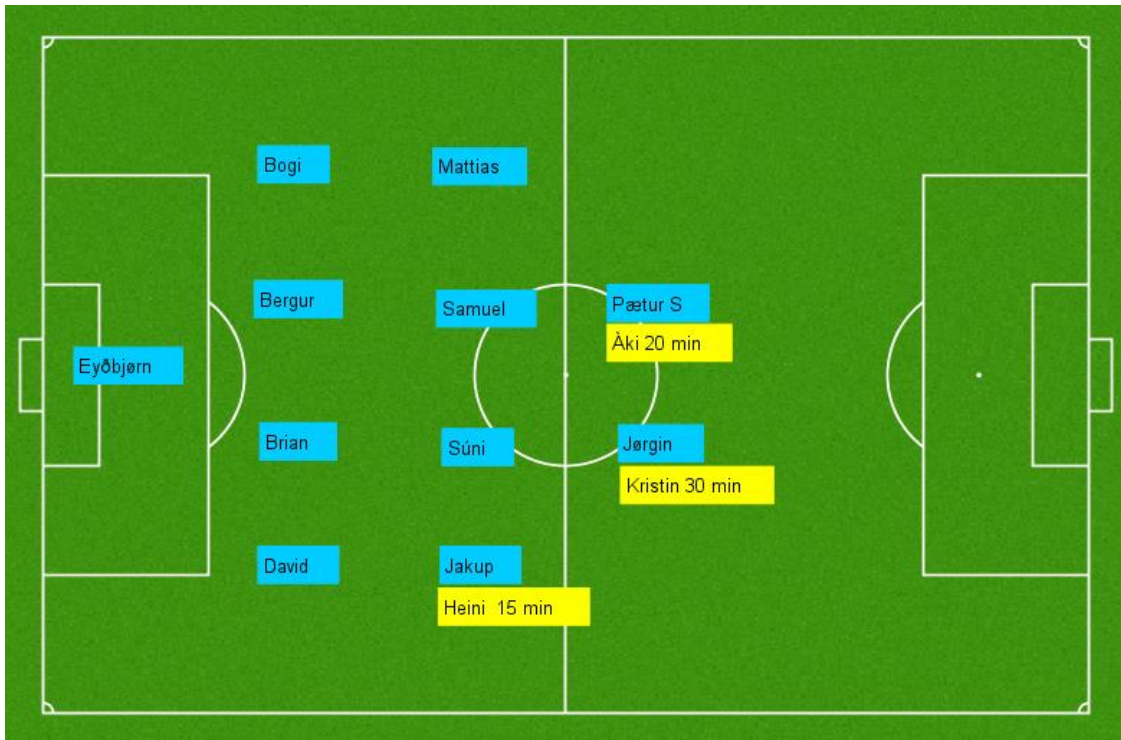 Bogi
Mattias
Bergur
Samuel
Pætur S
Àki 20 min
Eyðbjørn
Brian
Súni
Jørgin
Kristin 30 min
David
Jakup
Heini  15 min